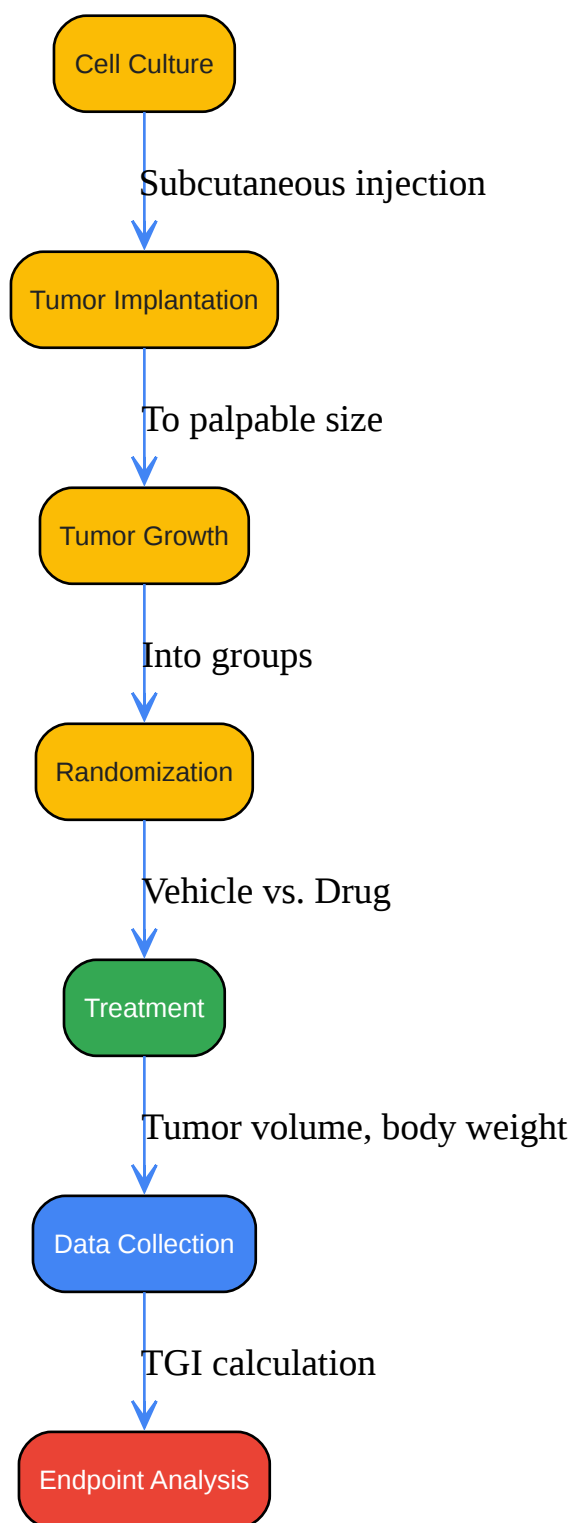 Cell Culture
Subcutaneous injection
Tumor Implantation
To palpable size
Tumor Growth
Into groups
Randomization
Vehicle vs. Drug
Treatment
Tumor volume, body weight
Data Collection
TGI calculation
Endpoint Analysis